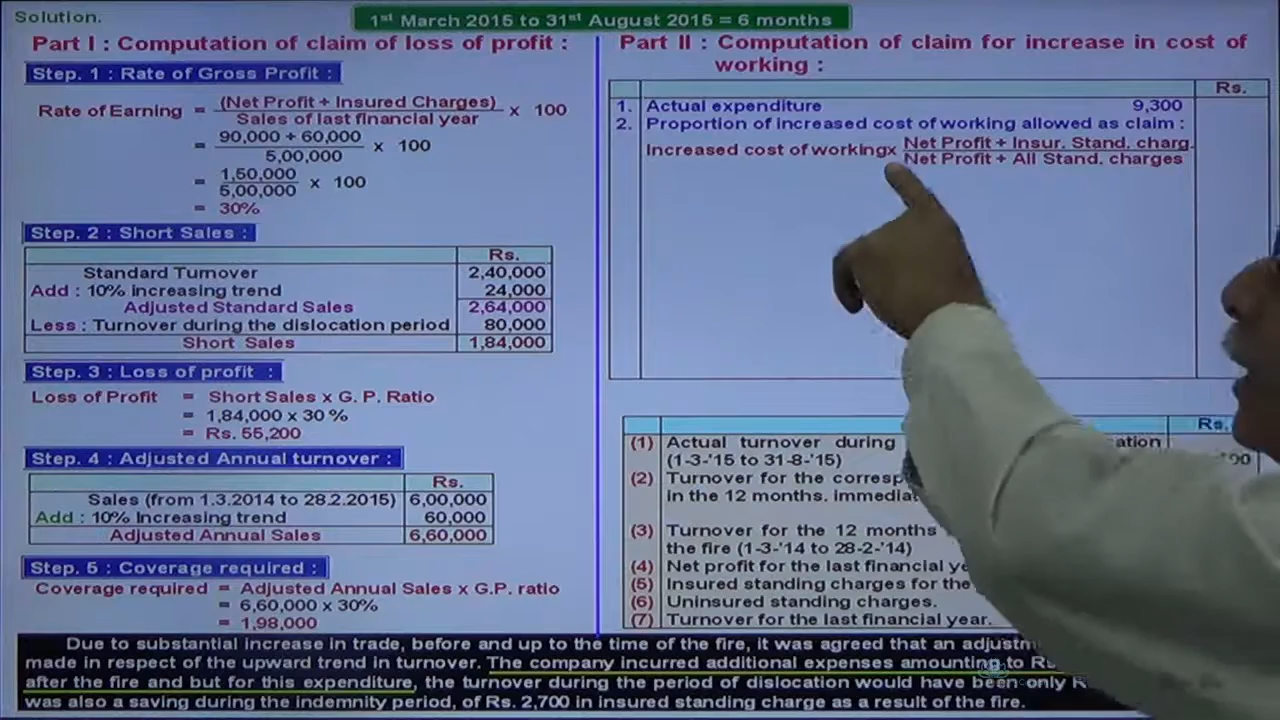 Solution.
1st March 2015 to 31st August 2015 = 6 months
Part I : Computation of claim of loss of profit :
Step. 1 : Rate of Gross Profit :
Rate of Earning = (Net Profit + Insured Charges) / Sales of last financial year x 100
= 90,000 + 60,000 / 5,00,000 x 100
= 1,50,000 / 5,00,000 x 100
= 30%
Step. 2 : Short Sales :
Rs.
Standard Turnover 2,40,000
Add : 10% increasing trend 24,000
Adjusted Standard Sales 2,64,000
Less : Turnover during the dislocation period 80,000
Short Sales 1,84,000
Step. 3 : Loss of profit :
Loss of Profit = Short Sales x G. P. Ratio
= 1,84,000 x 30 %
= Rs. 55,200
Step. 4 : Adjusted Annual turnover :
Rs.
Sales (from 1.3.2014 to 28.2.2015) 6,00,000
Add : 10% Increasing trend 60,000
Adjusted Annual Sales 6,60,000
Step. 5 : Coverage required :
Coverage required = Adjusted Annual Sales x G.P. ratio
= 6,60,000 x 30%
= 1,98,000
Part II : Computation of claim for increase in cost of
working :
Rs.
1. Actual expenditure 9,300
2. Proportion of increased cost of working allowed as claim :
Increased cost of working x Net Profit + Insur. Stand. charg. / Net Profit + All Stand. charges
Rs.
(1) Actual turnover during
(1-3-'15 to 31-8-'15)
(2) Turnover for the
in the 12 months.
(3) Turnover for the 12 months
the fire (1-3-'14 to 28-2-'14)
(4) Net profit for the last financial
(5) Insured standing charges for the
(6) Uninsured standing charges.
(7) Turnover for the last financial year.
Due to substantial increase in trade, before and up to the time of the fire, it was agreed that an
made in respect of the upward trend in turnover. The company incurred additional expenses amounting to
after the fire and but for this expenditure, the turnover during the period of dislocation would have been only
was also a saving during the indemnity period, of Rs. 2,700 in insured standing charge as a result of the fire.